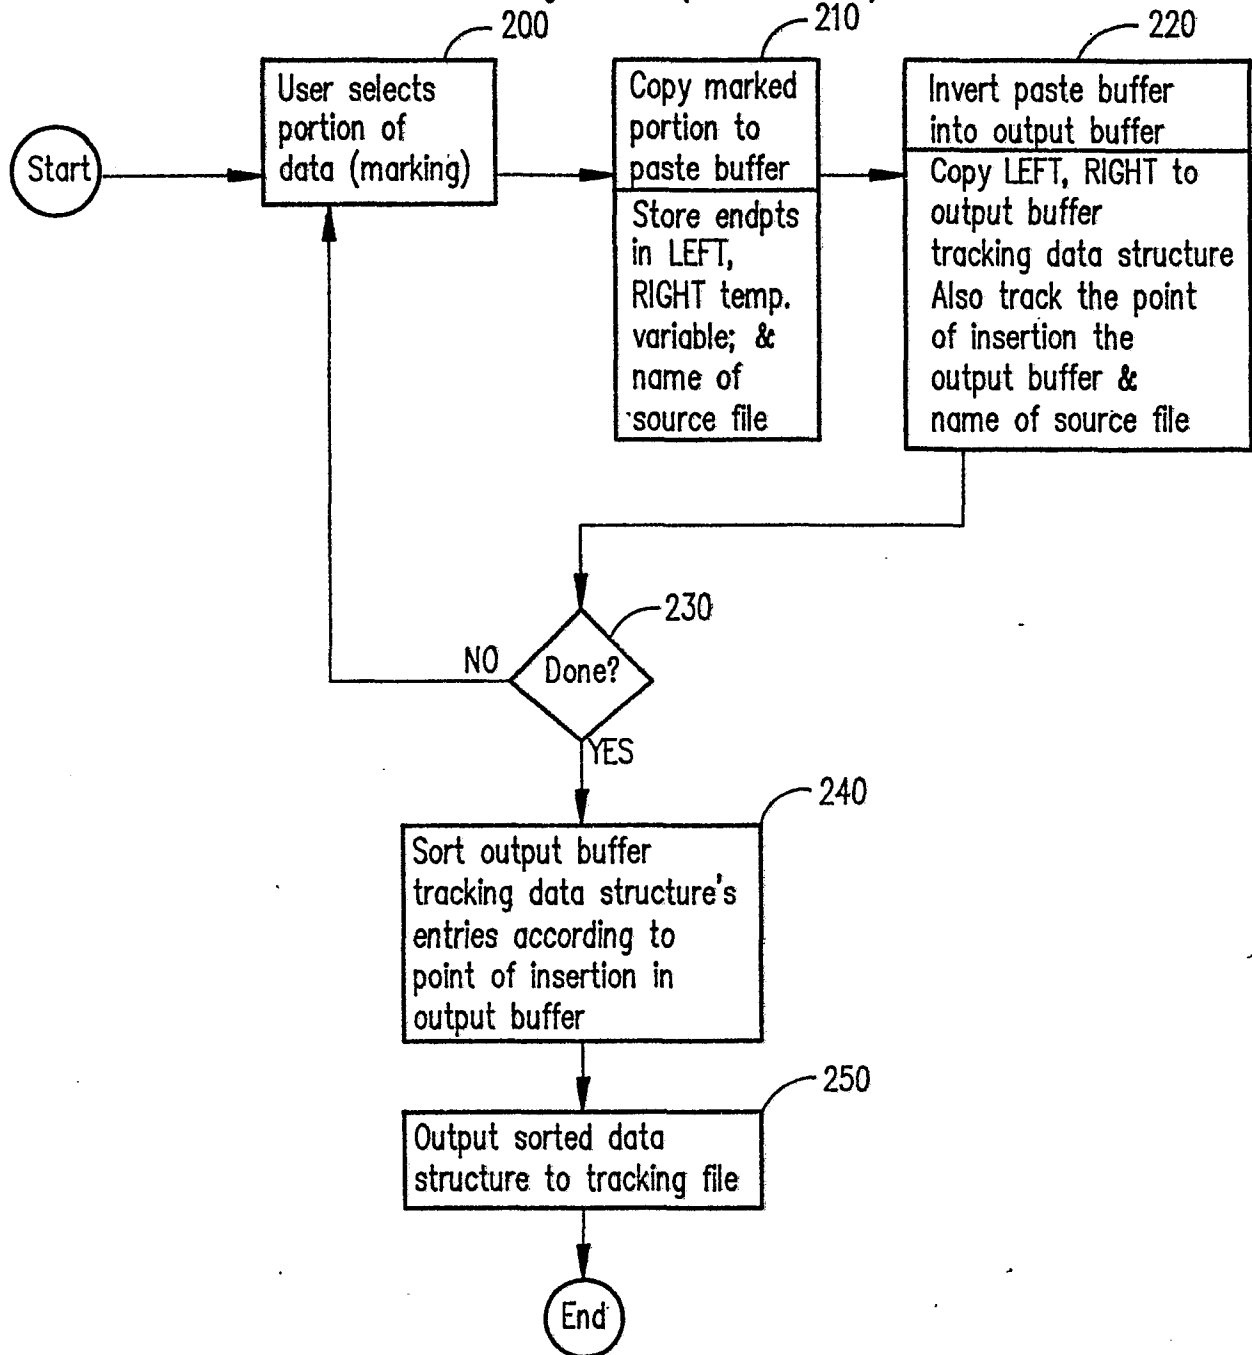 200
210
220
Start
User selects
portion of
data (marking)
Copy marked
portion to
paste buffer
Store endpts
in LEFT,
RIGHT temp.
variable; &
name of
source file
Invert paste buffer
into output buffer
Copy LEFT, RIGHT to
output buffer
tracking data structure
Also track the point
of insertion the
output buffer &
name of source file
230
NO
Done?
YES
240
Sort output buffer
tracking data structure's
entries according to
point of insertion in
output buffer
250
Output sorted data
structure to tracking file
End